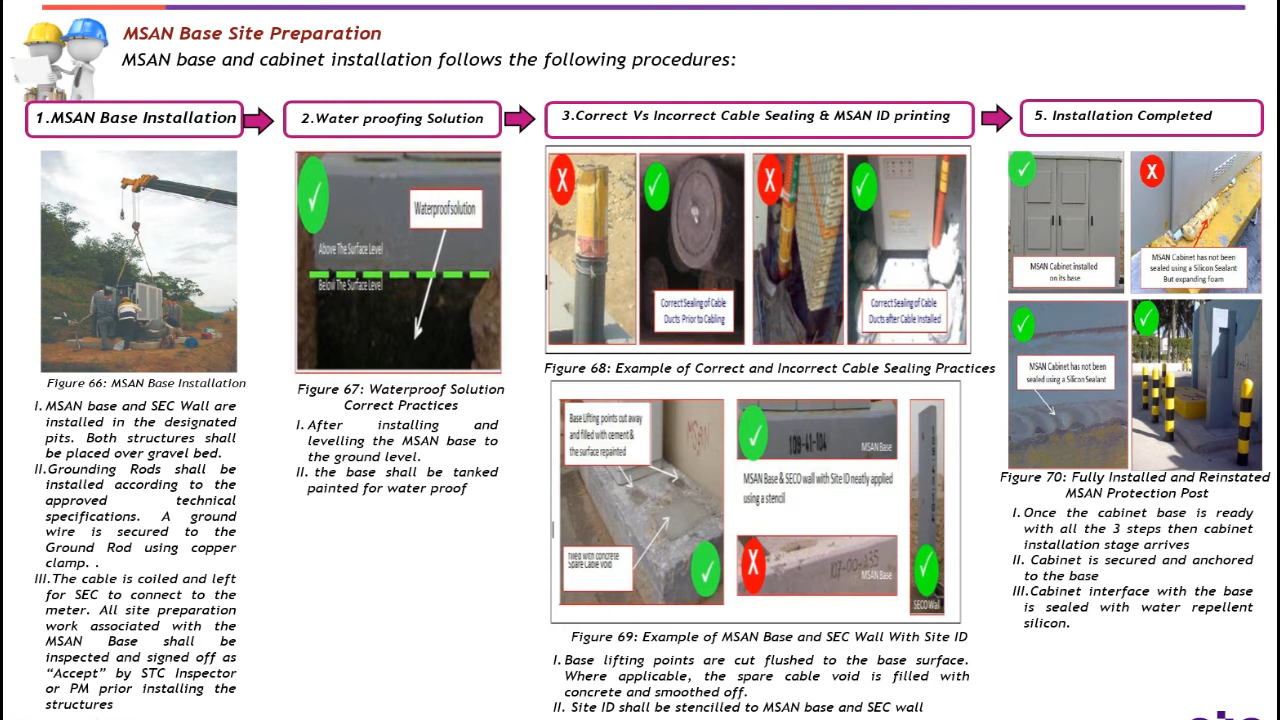 MSAN Base Site Preparation
MSAN base and cabinet installation follows the following procedures:
1.MSAN Base Installation
2.Water proofing Solution
3.Correct Vs Incorrect Cable Sealing & MSAN ID printing
5. Installation Completed
Figure 66: MSAN Base Installation
I. MSAN base and SEC Wall are
installed in the designated
pits. Both structures shall
be placed over gravel bed.
II.Grounding Rods shall be
installed according to the
approved technical
specifications. A ground
wire is secured to the
Ground Rod using copper
clamp. .
III.The cable is coiled and left
for SEC to connect to the
meter. All site preparation
work associated with the
MSAN Base shall be
inspected and signed off as
“Accept” by STC Inspector
or PM prior installing the
structures
Waterproof solution
Above The Surface Level
Below The Surface Level
Figure 67: Waterproof Solution
Correct Practices
I. After installing and
levelling the MSAN base to
the ground level.
II. the base shall be tanked
painted for water proof
X
Correct Sealing of Cable
Ducts Prior to Cabling
X
Correct Sealing of Cable
Ducts after Cable Installed
Figure 68: Example of Correct and Incorrect Cable Sealing Practices
Base Lifting points cut away
and filled with cement &
the surface repainted
MSAN
Spare Cable void
109-41-104
MSAN Base
MSAN Base & SECO wall with Site ID neatly applied
using a stencil
X
107-00-235
MSAN Base
SECO Wall
Figure 69: Example of MSAN Base and SEC Wall With Site ID
I. Base lifting points are cut flushed to the base surface.
Where applicable, the spare cable void is filled with
concrete and smoothed off.
II. Site ID shall be stencilled to MSAN base and SEC wall
MSAN Cabinet installed
on its base
X
MSAN Cabinet has not been
sealed using a Silicon Sealant
But expanding foam
MSAN Cabinet has not been
sealed using a Silicon Sealant
Figure 70: Fully Installed and Reinstated
MSAN Protection Post
I. Once the cabinet base is ready
with all the 3 steps then cabinet
installation stage arrives
II. Cabinet is secured and anchored
to the base
III.Cabinet interface with the base
is sealed with water repellent
silicon.